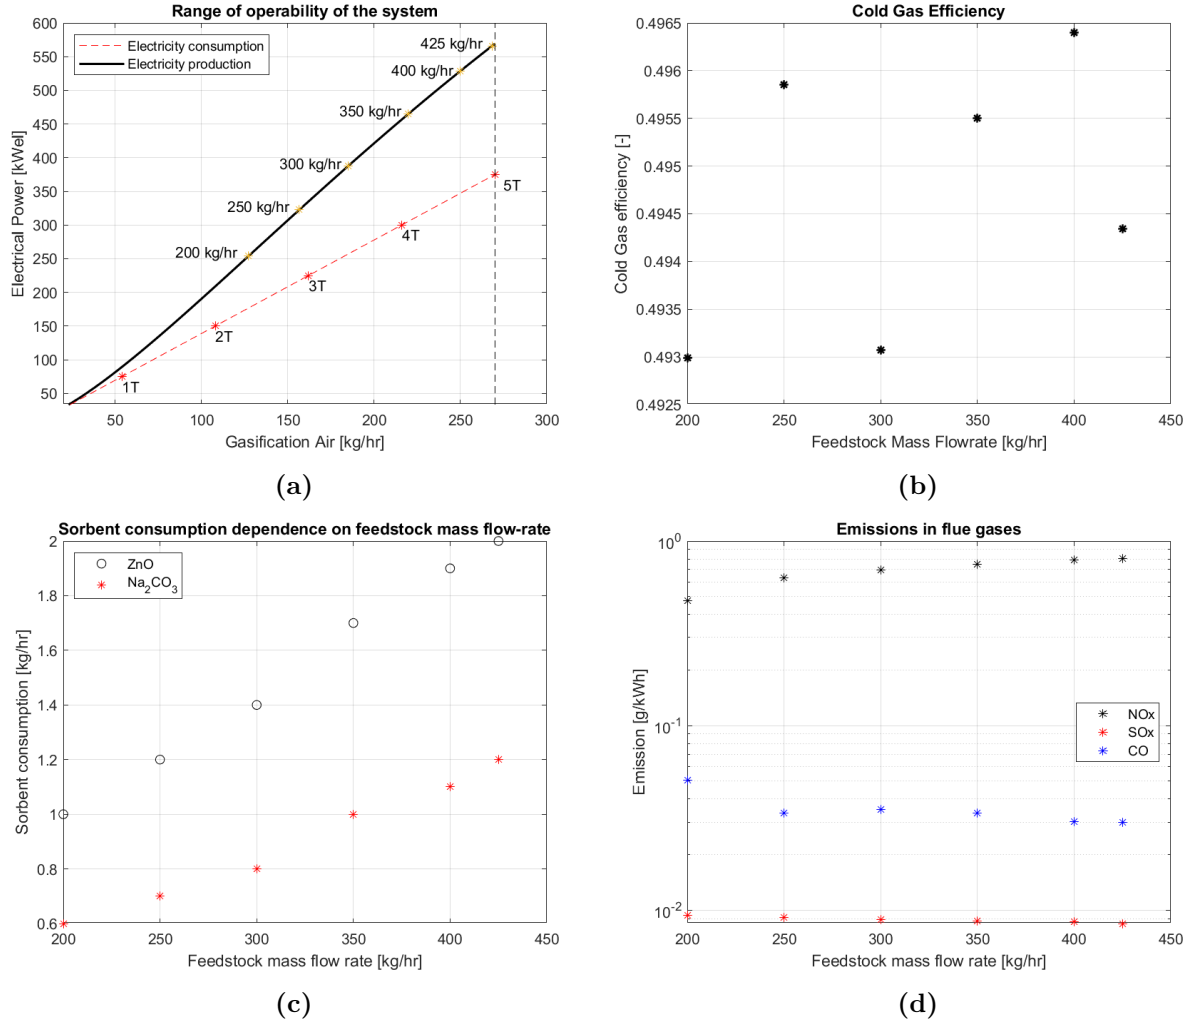 Range of operability of the system
Electrical Power [kWel]
600
550
500
450
400
350
300
250
200
150
100
50
Electricity consumption
Electricity production
425 kg/hr
400 kg/hr
350 kg/hr
300 kg/hr
250 kg/hr
200 kg/hr
5T
4T
3T
2T
1T
50 100 150 200 250 300
Gasification Air [kg/hr]
(a)
Cold Gas Efficiency
Cold Gas efficiency [-]
0.4965
0.496
0.4955
0.495
0.4945
0.494
0.4935
0.493
0.4925
200 250 300 350 400 450
Feedstock Mass Flowrate [kg/hr]
(b)
Sorbent consumption dependence on feedstock mass flow-rate
Sorbent consumption [kg/hr]
2
1.8
1.6
1.4
1.2
1
0.8
0.6
ZnO
Na₂CO₃
200 250 300 350 400 450
Feedstock mass flow rate [kg/hr]
(c)
Emissions in flue gases
Emission [g/kWh]
10⁰
10⁻¹
10⁻²
NOx
SOx
CO
200 250 300 350 400 450
Feedstock mass flow rate [kg/hr]
(d)